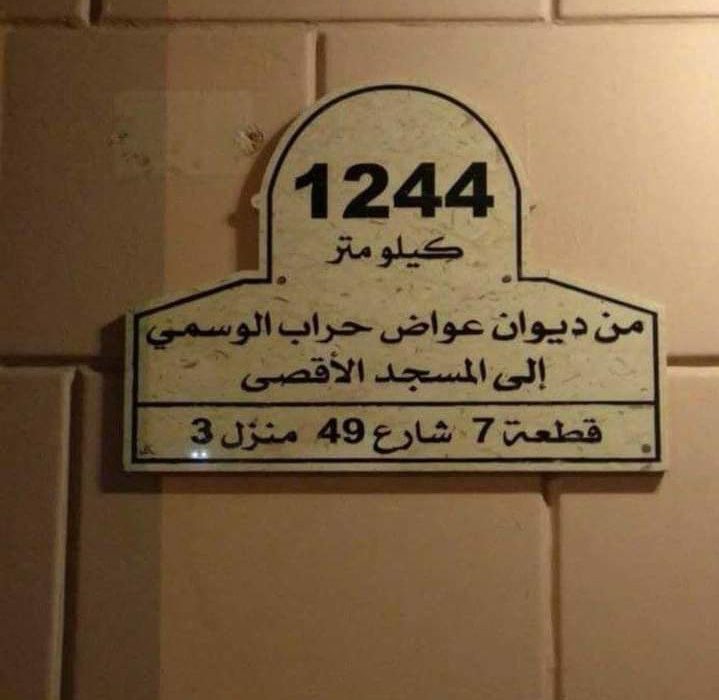 1244
كيلو متر
من ديوان عواض حراب الوسمي
إلى المسجد الأقصى
قطعة 7 شارع 49 منزل 3